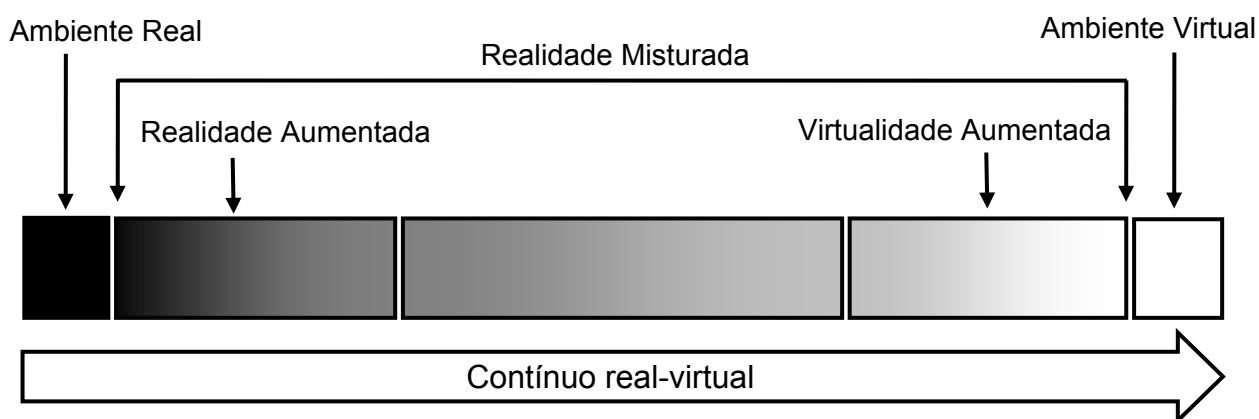 Ambiente Real
Ambiente Virtual
Realidade Misturada
Realidade Aumentada
Virtualidade Aumentada
Contínuo real-virtual